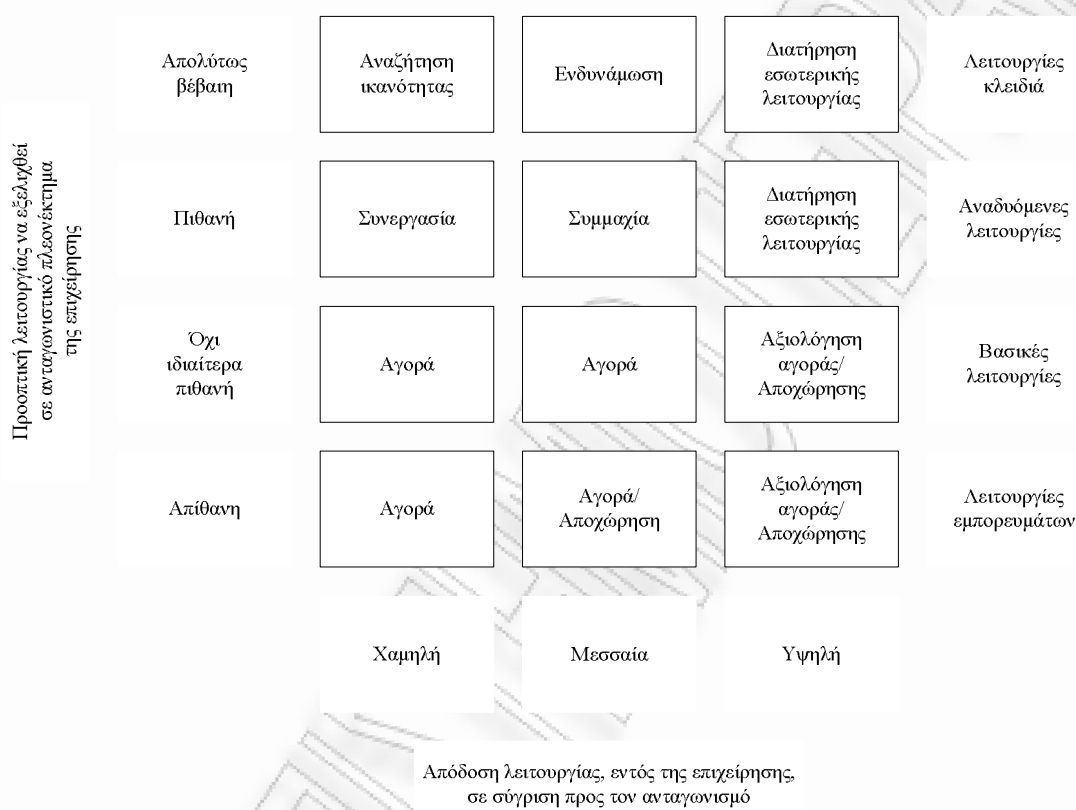 Προοπτική λειτουργίας να εξελιχθεί
σε ανταγωνιστικό πλεονέκτημα
της επιχείρησης
Απολύτως
βέβαιη
Αναζήτηση
ικανότητας
Ενδυνάμωση
Διατήρηση
εσωτερικής
λειτουργίας
Λειτουργίες
κλειδιά
Πιθανή
Συνεργασία
Συμμαχία
Διατήρηση
εσωτερικής
λειτουργίας
Αναδυόμενες
λειτουργίες
Όχι
ιδιαίτερα
πιθανή
Αγορά
Αγορά
Αξιολόγηση
αγοράς/
Αποχώρησης
Βασικές
λειτουργίες
Απίθανη
Αγορά
Αγορά/
Αποχώρηση
Αξιολόγηση
αγοράς/
Αποχώρησης
Λειτουργίες
εμπορευμάτων
Χαμηλή
Μεσσαία
Υψηλή
Απόδοση λειτουργίας, εντός της επιχείρησης,
σε σύγριση προς τον ανταγωνισμό